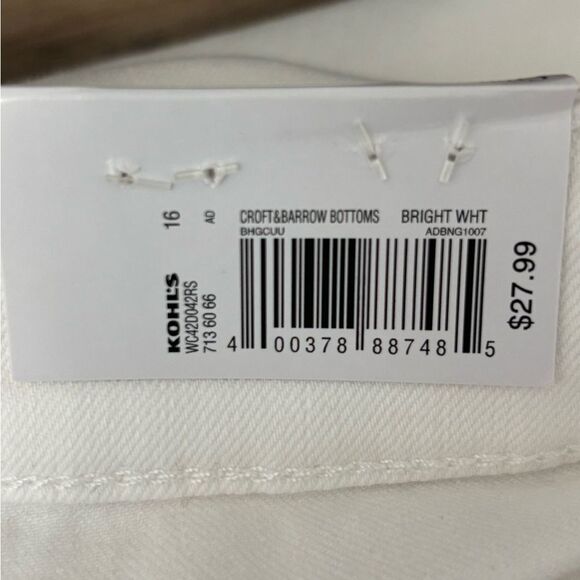 CROFT&BARROW BOTTOMS BRIGHT WHT
BHGCUU ADBNG1007
4 00378 88748 5
$27.99
16 AD
KOHL'S
WC42D042RS
713 60 66